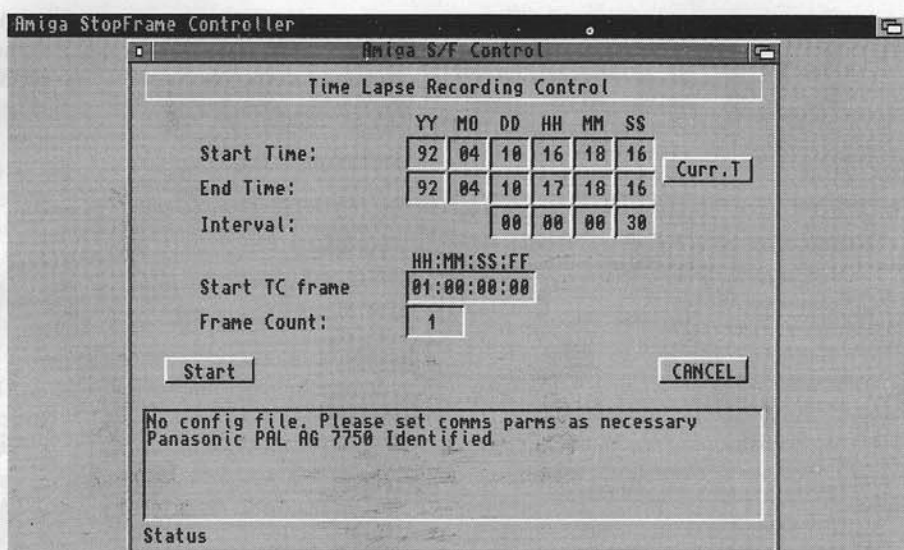 Amiga StopFrame Controller
Amiga S/F Control
Time Lapse Recording Control
YY MO DD HH MM SS
Start Time: 92 04 10 16 18 16
Curr.T
End Time: 92 04 10 17 18 16
Interval: 00 00 00 30
HH:MM:SS:FF
Start TC frame 01:00:00:00
Frame Count: 1
Start CANCEL
No config file. Please set comms parms as necessary
Panasonic PAL AG 7750 Identified
Status